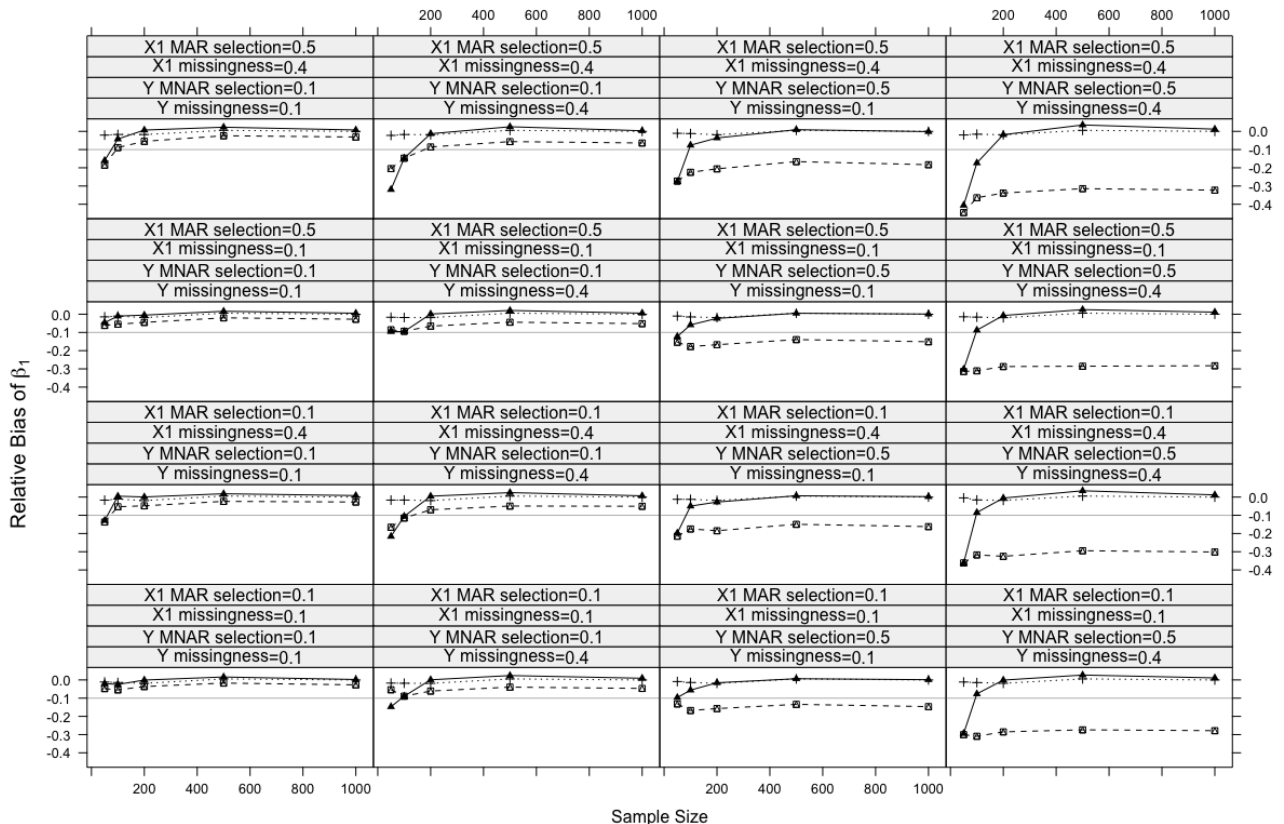 200 600 1000 200 600 1000
X1 MAR selection=0.5 X1 MAR selection=0.5 X1 MAR selection=0.5 X1 MAR selection=0.5
X1 missingness=0.4 X1 missingness=0.4 X1 missingness=0.4 X1 missingness=0.4
Y MNAR selection=0.1 Y MNAR selection=0.1 Y MNAR selection=0.5 Y MNAR selection=0.5
Y missingness=0.1 Y missingness=0.4 Y missingness=0.1 Y missingness=0.4
0.0
-0.1
-0.2
-0.3
-0.4
X1 MAR selection=0.5 X1 MAR selection=0.5 X1 MAR selection=0.5 X1 MAR selection=0.5
X1 missingness=0.1 X1 missingness=0.1 X1 missingness=0.1 X1 missingness=0.1
Y MNAR selection=0.1 Y MNAR selection=0.1 Y MNAR selection=0.5 Y MNAR selection=0.5
Y missingness=0.1 Y missingness=0.4 Y missingness=0.1 Y missingness=0.4
0.0
-0.1
-0.2
-0.3
-0.4
X1 MAR selection=0.1 X1 MAR selection=0.1 X1 MAR selection=0.1 X1 MAR selection=0.1
X1 missingness=0.4 X1 missingness=0.4 X1 missingness=0.4 X1 missingness=0.4
Y MNAR selection=0.1 Y MNAR selection=0.1 Y MNAR selection=0.5 Y MNAR selection=0.5
Y missingness=0.1 Y missingness=0.4 Y missingness=0.1 Y missingness=0.4
0.0
-0.1
-0.2
-0.3
-0.4
X1 MAR selection=0.1 X1 MAR selection=0.1 X1 MAR selection=0.1 X1 MAR selection=0.1
X1 missingness=0.1 X1 missingness=0.1 X1 missingness=0.1 X1 missingness=0.1
Y MNAR selection=0.1 Y MNAR selection=0.1 Y MNAR selection=0.5 Y MNAR selection=0.5
Y missingness=0.1 Y missingness=0.4 Y missingness=0.1 Y missingness=0.4
0.0
-0.1
-0.2
-0.3
-0.4
200 400 600 800 1000 200 400 600 800 1000
Relative Bias of β₁
Sample Size